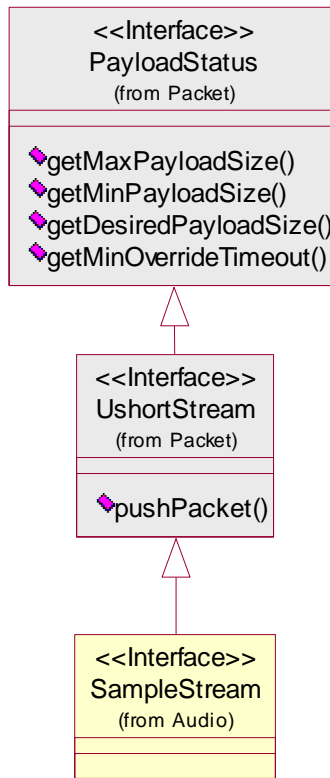 <<Interface>>
PayloadStatus
(from Packet)
getMaxPayloadSize()
getMinPayloadSize()
getDesiredPayloadSize()
getMinOverrideTimeout()
<<Interface>>
UshortStream
(from Packet)
pushPacket()
<<Interface>>
SampleStream
(from Audio)